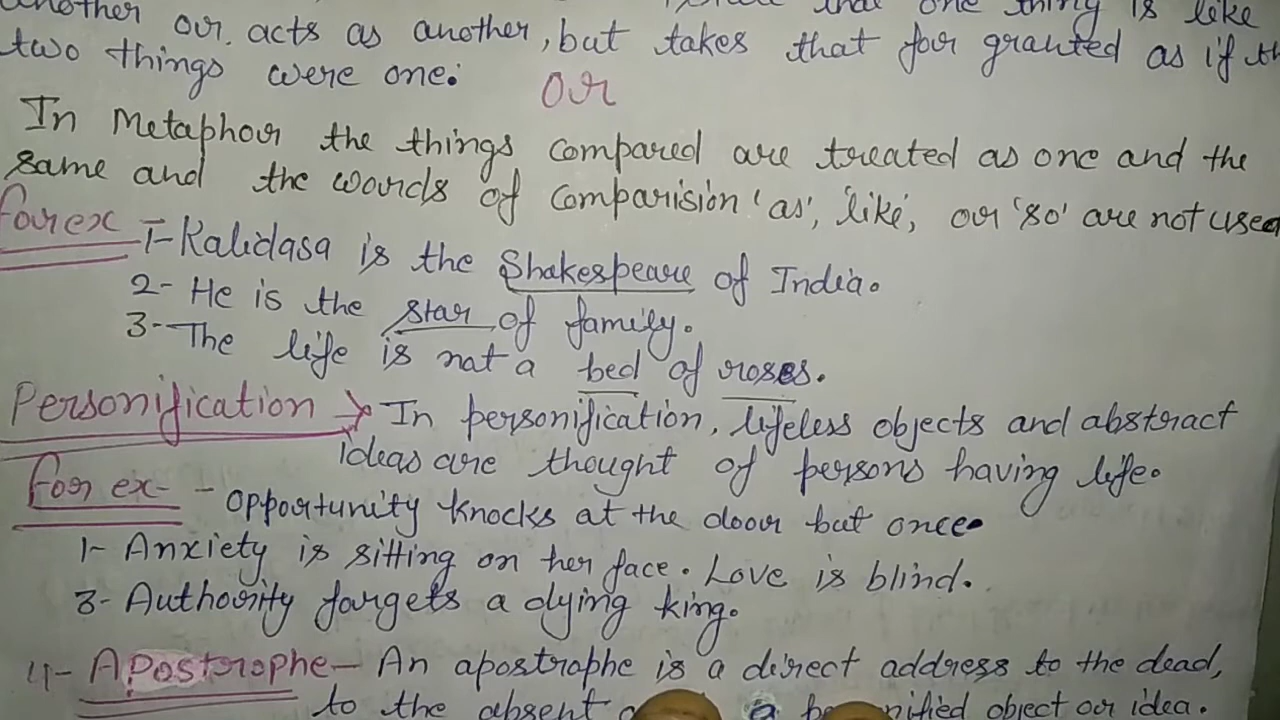 another or acts as another, but takes that for granted as if
that one thing is like
two things were one.
Or
In Metaphor the things compared are treated as one and the
same and the words of comparision 'as', 'like', or 'so' are not used
For ex 1- Kalidasa is the Shakespeare of India.
2- He is the star of family.
3- The life is not a bed of roses.
Personification → In personification, lifeless objects and abstract
ideas are thought of persons having life.
For ex- - Opportunity knocks at the door but once.
1- Anxiety is sitting on her face. Love is blind.
3- Authority forgets a dying king.
4- Apostrophe - An apostrophe is a direct address to the dead,
to the absent object or idea.